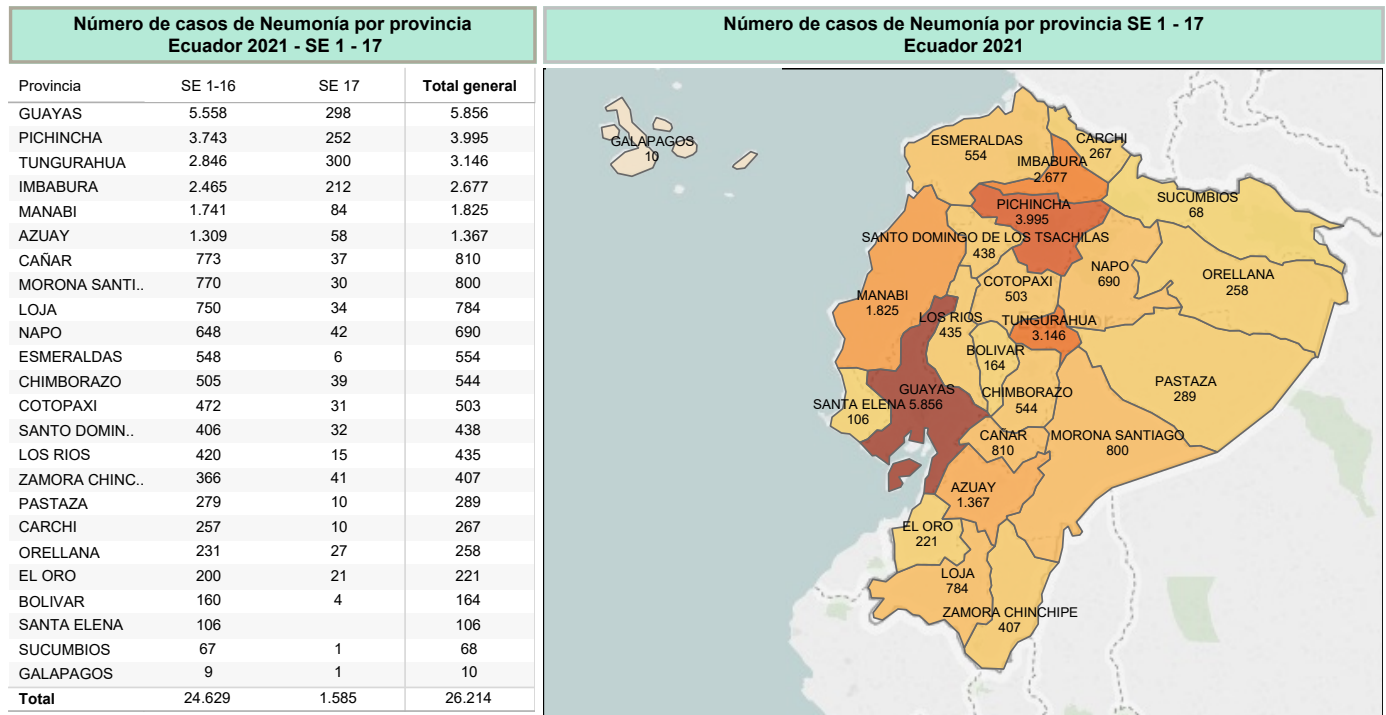 Número de casos de Neumonía por provincia
Ecuador 2021 - SE 1 - 17
Provincia SE 1-16 SE 17 Total general
GUAYAS 5.558 298 5.856
PICHINCHA 3.743 252 3.995
TUNGURAHUA 2.846 300 3.146
IMBABURA 2.465 212 2.677
MANABI 1.741 84 1.825
AZUAY 1.309 58 1.367
CAÑAR 773 37 810
MORONA SANTI.. 770 30 800
LOJA 750 34 784
NAPO 648 42 690
ESMERALDAS 548 6 554
CHIMBORAZO 505 39 544
COTOPAXI 472 31 503
SANTO DOMIN.. 406 32 438
LOS RIOS 420 15 435
ZAMORA CHINC.. 366 41 407
PASTAZA 279 10 289
CARCHI 257 10 267
ORELLANA 231 27 258
EL ORO 200 21 221
BOLIVAR 160 4 164
SANTA ELENA 106 106
SUCUMBIOS 67 1 68
GALAPAGOS 9 1 10
Total 24.629 1.585 26.214
Número de casos de Neumonía por provincia SE 1 - 17
Ecuador 2021
GALAPAGOS
10
ESMERALDAS
554
CARCHI
267
IMBABURA
2.677
SUCUMBIOS
68
PICHINCHA
3.995
SANTO DOMINGO DE LOS TSACHILAS
438
NAPO
690
ORELLANA
258
COTOPAXI
503
MANABI
1.825
LOS RIOS
435
TUNGURAHUA
3.146
Ecuador
BOLIVAR
164
PASTAZA
289
GUAYAS
5.856
CHIMBORAZO
544
SANTA ELENA
106
CAÑAR
810
MORONA SANTIAGO
800
AZUAY
1.367
EL ORO
221
LOJA
784
ZAMORA CHINCHIPE
407